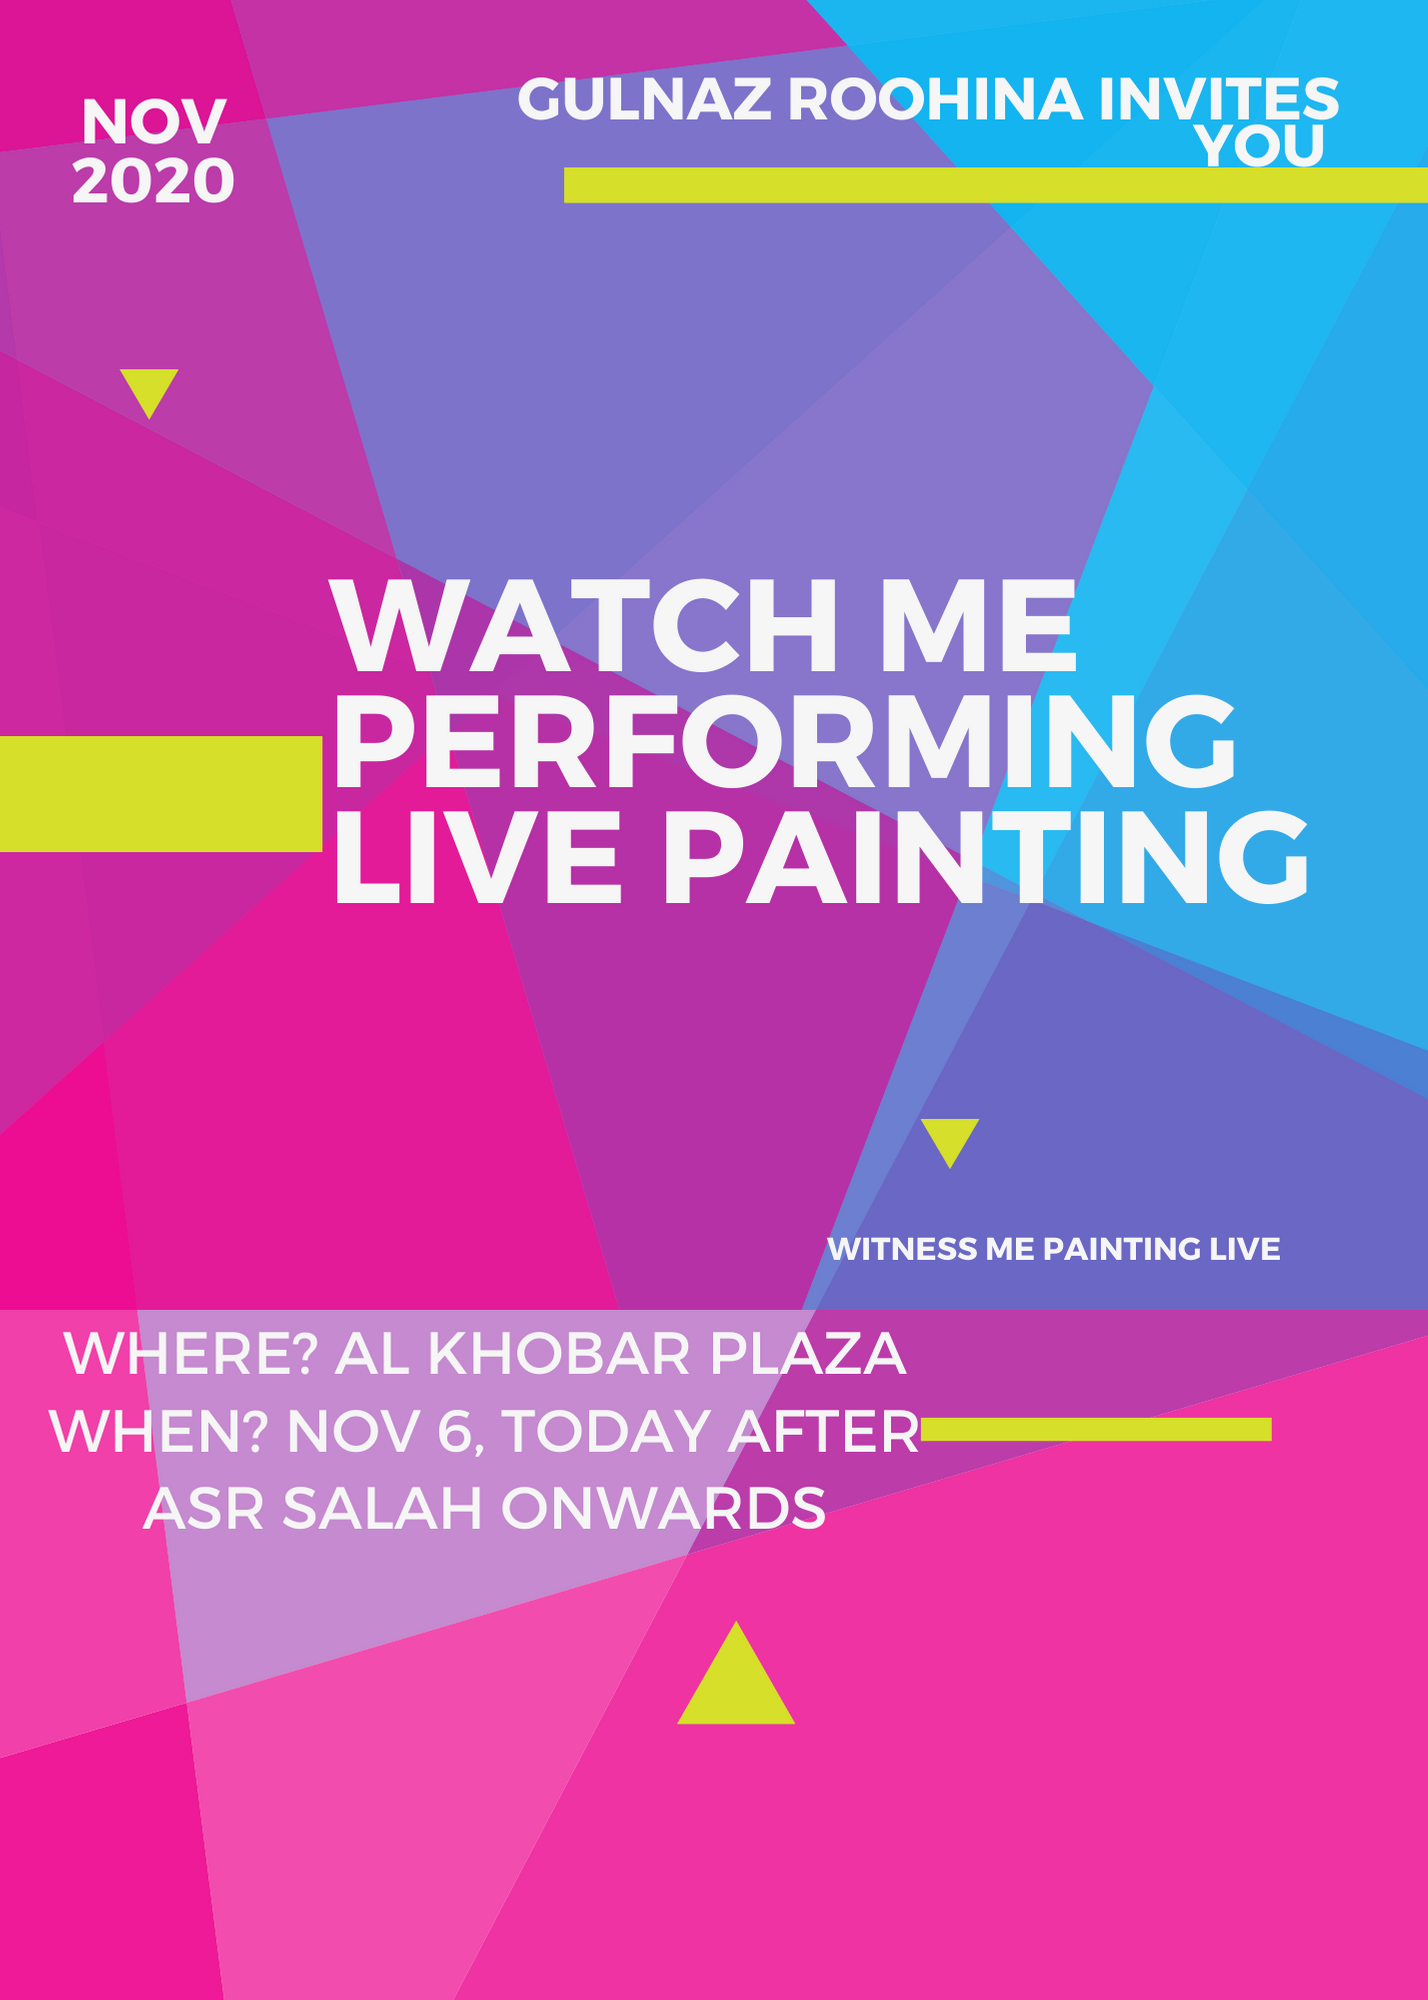 NOV
2020
GULNAZ ROOHINA INVITES
YOU
WATCH ME
PERFORMING
LIVE PAINTING
WITNESS ME PAINTING LIVE
WHERE? AL KHOBAR PLAZA
WHEN? NOV 6, TODAY AFTER
ASR SALAH ONWARDS